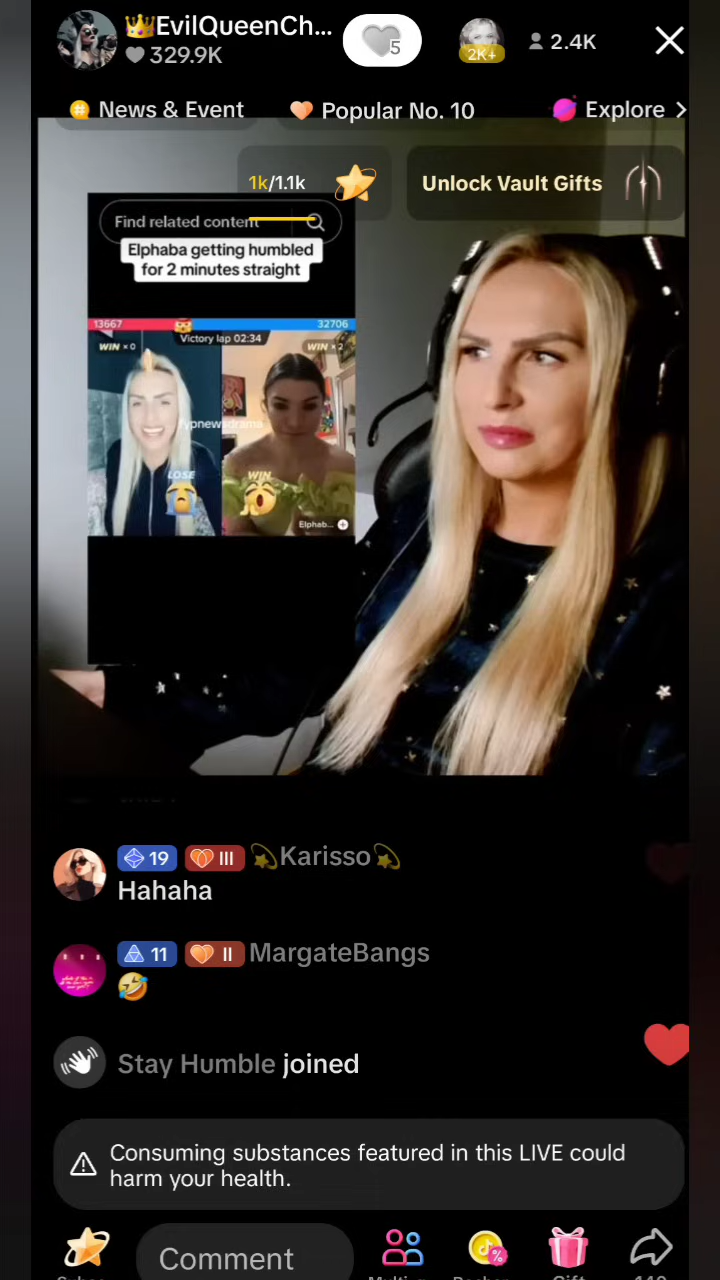 👑EvilQueenCh...
329.9K
5
2K+
2.4K
News & Event
Popular No. 10
Explore
1k/1.1k
Unlock Vault Gifts
Find related content
Elphaba getting humbled
for 2 minutes straight
13667
32706
WIN ×0
Victory lap 02:34
WIN ×2
LOSE
WIN
Elphab...
19
III
💫Karisso💫
Hahaha
11
II
MargateBangs
🤣
Stay Humble joined
Consuming substances featured in this LIVE could
harm your health.
Comment